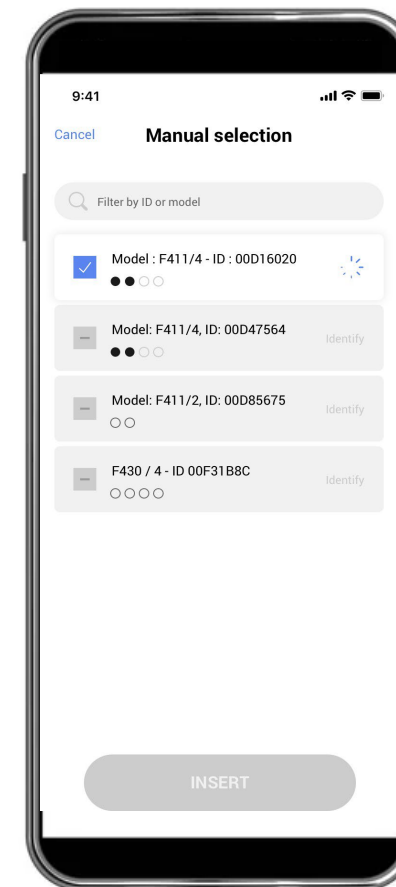 9:41
Cancel
Manual selection
Filter by ID or model
Model : F411/4 - ID : 00D16020
Model: F411/4, ID: 00D47564
Identify
Model: F411/2, ID: 00D85675
Identify
F430 / 4 - ID 00F31B8C
Identify
INSERT